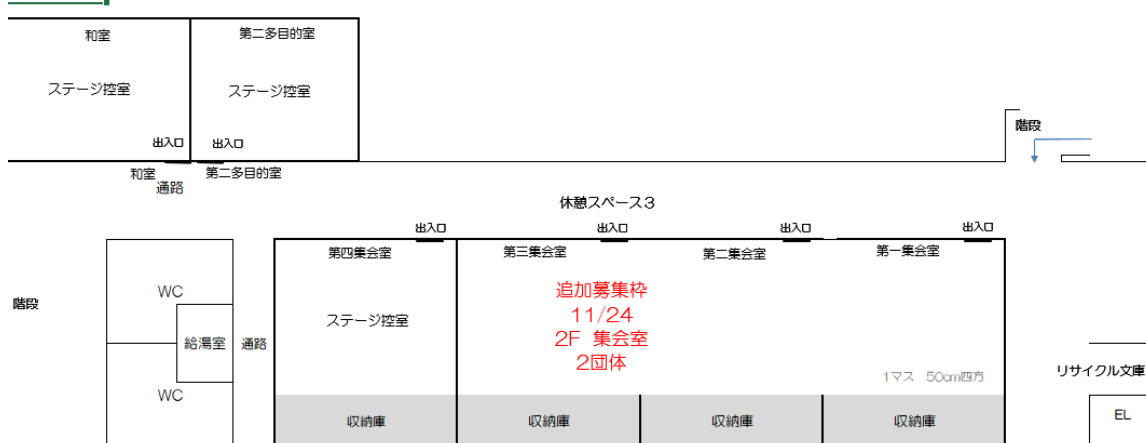 和室
第二多目的室
ステージ控室
ステージ控室
出入口
出入口
和室
第二多目的室
通路
階段
休憩スペース3
出入口
出入口
出入口
出入口
第四集会室
第三集会室
第二集会室
第一集会室
WC
階段
給湯室
通路
WC
ステージ控室
追加募集枠
11/24
2F 集会室
2団体
1マス 50cm四方
リサイクル文庫
収納庫
収納庫
収納庫
収納庫
EL